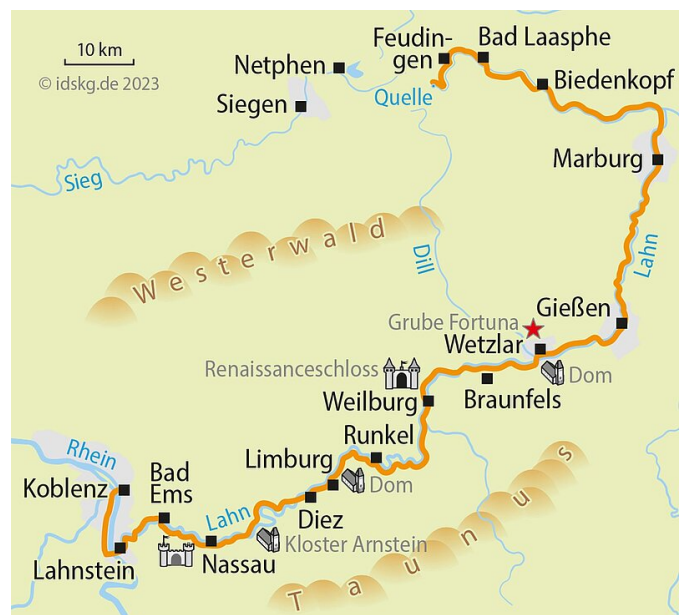 10 km
© idskg.de 2023
Feudin-
gen
Bad Laasphe
Netphen
Biedenkopf
Quelle
Siegen
Marburg
Sieg
Westerwald
Dill
Lahn
Gießen
Grube Fortuna
Wetzlar
Renaissanceschloss
Dom
Weilburg
Braunfels
Runkel
Rhein
Limburg
Bad
Ems
Koblenz
Dom
Lahn
Diez
Kloster Arnstein
Taunus
Lahnstein
Nassau